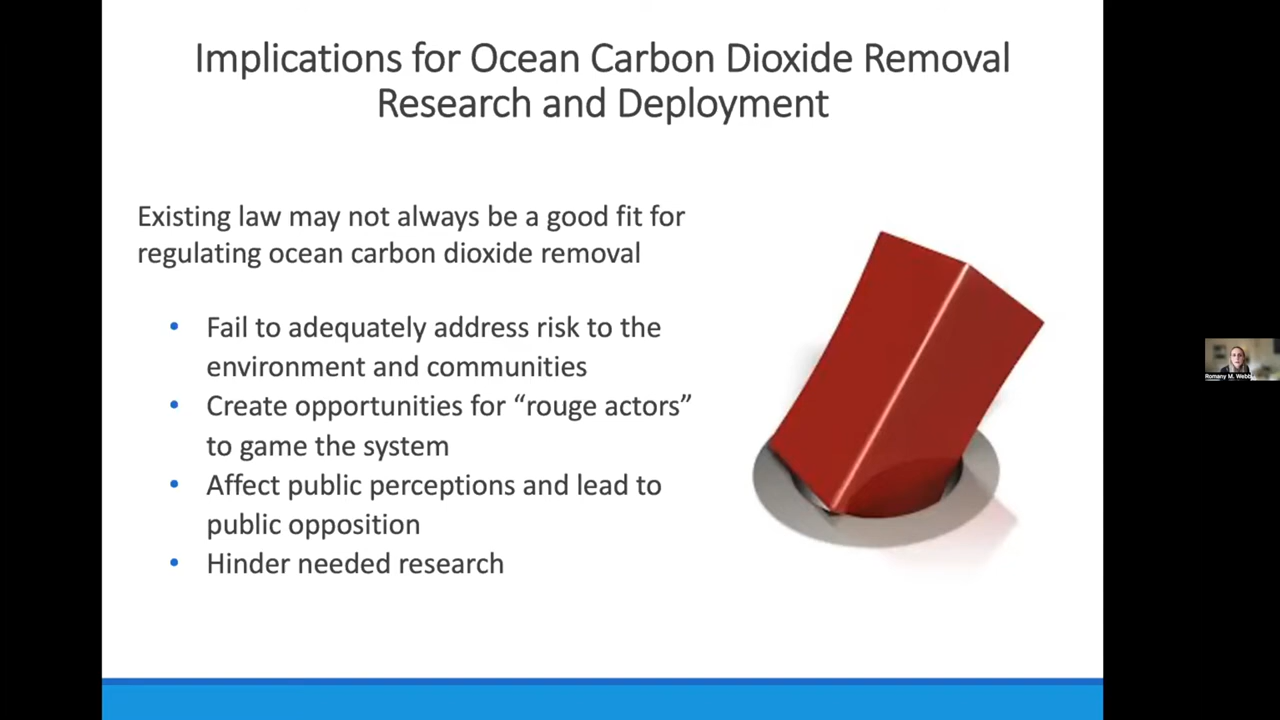 Implications for Ocean Carbon Dioxide Removal
Research and Deployment
Existing law may not always be a good fit for
regulating ocean carbon dioxide removal
• Fail to adequately address risk to the
environment and communities
• Create opportunities for “rouge actors”
to game the system
• Affect public perceptions and lead to
public opposition
• Hinder needed research
Romany M. Webb